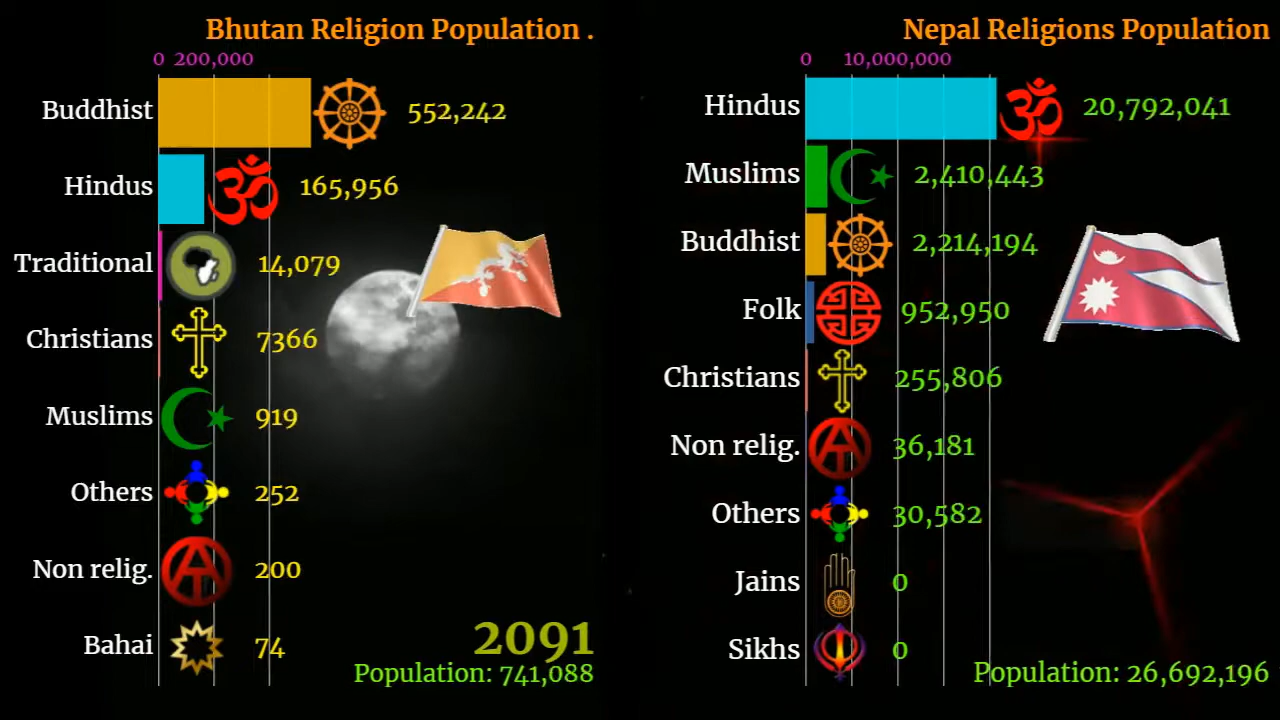 Bhutan Religion Population .
0 200,000
Buddhist 552,242
Hindus 165,956
Traditional 14,079
Christians 7366
Muslims 919
Others 252
Non relig. 200
Bahai 74
2091
Population: 741,088
Nepal Religions Population
0 10,000,000
Hindus 20,792,041
Muslims 2,410,443
Buddhist 2,214,194
Folk 952,950
Christians 255,806
Non relig. 36,181
Others 30,582
Jains 0
Sikhs 0
Population: 26,692,196